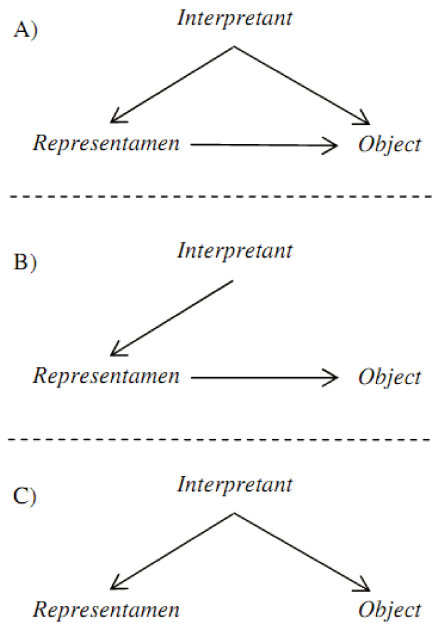 A)
Interpretant
Representamen Object
B)
Interpretant
Representamen Object
C)
Interpretant
Representamen Object